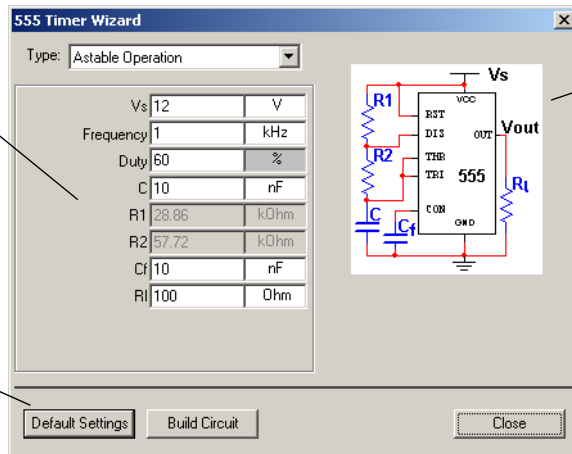 555 Timer Wizard
Type: Astable Operation
Vs 12 V
Frequency 1 kHz
Duty 60 %
C 10 nF
R1 28.86 kOhm
R2 57.72 kOhm
Cf 10 nF
Rl 100 Ohm
Vs
R1
VCC
RST
DIS
OUT
Vout
R2
THR
TRI
555
Rl
CON
C
Cf
GND
Default Settings
Build Circuit
Close